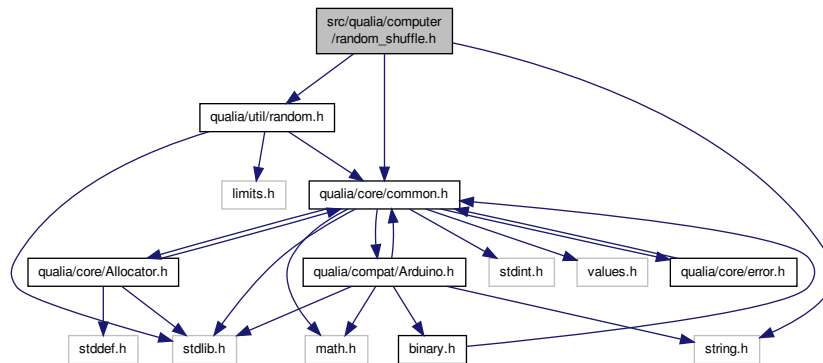 src/qualia/computer
/random_shuffle.h
qualia/util/random.h
limits.h
qualia/core/common.h
qualia/core/Allocator.h
qualia/compat/Arduino.h
stdint.h
values.h
qualia/core/error.h
stddef.h
stdlib.h
math.h
binary.h
string.h